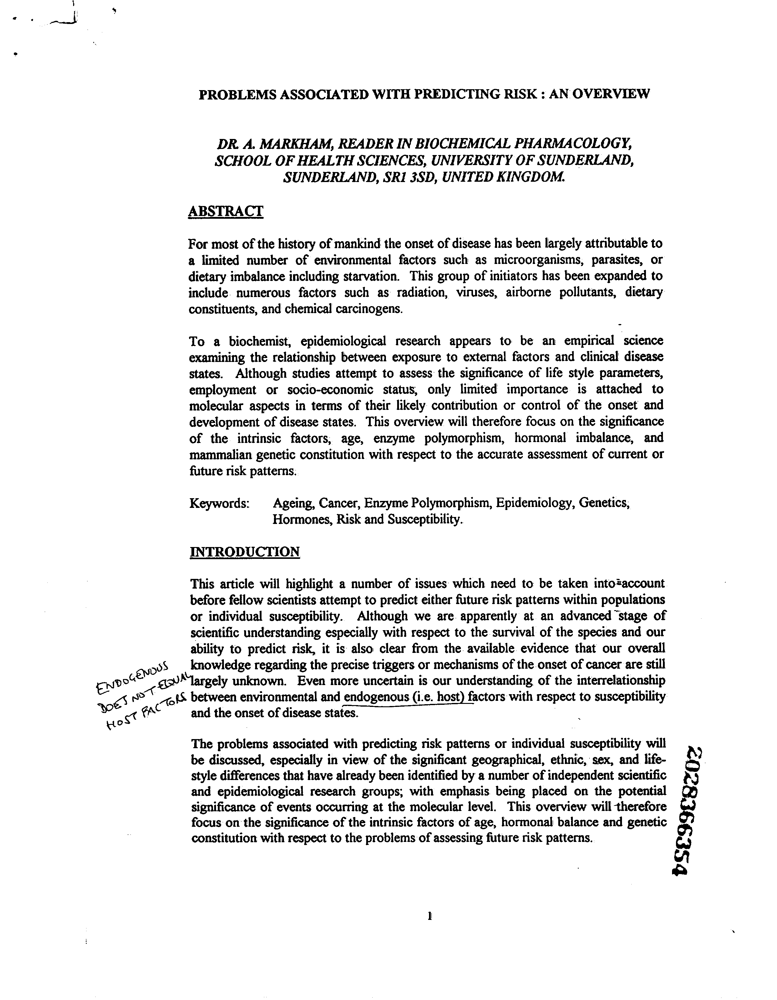 PROBLEMS ASSOCIATED WITH PREDICTING RISK : AN OVERVIEW
DR. A. MARKHAM, READER IN BIOCHEMICAL PHARMACOLOGY,
SCHOOL OF HEALTH SCIENCES, UNIVERSITY OF SUNDERLAND,
SUNDERLAND, SR1 3SD, UNITED KINGDOM.
ABSTRACT
For most of the history of mankind the onset of disease has been largely attributable to
a limited number of environmental factors such as microorganisms, parasites, or
dietary imbalance including starvation. This group of initiators has been expanded to
include numerous factors such as radiation, viruses, airborne pollutants, dietary
constituents, and chemical carcinogens.
To a biochemist, epidemiological research appears to be an empirical science
examining the relationship between exposure to external factors and clinical disease
states. Although studies attempt to assess the significance of life style parameters,
employment or socio-economic status, only limited importance is attached to
molecular aspects in terms of their likely contribution or control of the onset and
development of disease states. This overview will therefore focus on the significance
of the intrinsic factors, age, enzyme polymorphism, hormonal imbalance, and
mammalian genetic constitution with respect to the accurate assessment of current or
future risk patterns.
Keywords: Ageing, Cancer, Enzyme Polymorphism, Epidemiology, Genetics,
Hormones, Risk and Susceptibility.
INTRODUCTION
This article will highlight a number of issues which need to be taken into account
before fellow scientists attempt to predict either future risk patterns within populations
or individual susceptibility. Although we are apparently at an advanced stage of
scientific understanding especially with respect to the survival of the species and our
ability to predict risk, it is also clear from the available evidence that our overall
knowledge regarding the precise triggers or mechanisms of the onset of cancer are still
largely unknown. Even more uncertain is our understanding of the interrelationship
between environmental and endogenous (i.e. host) factors with respect to susceptibility
and the onset of disease states.
ENDOGENOUS
DOES NOT EQUAL
HOST FACTORS
The problems associated with predicting risk patterns or individual susceptibility will
be discussed, especially in view of the significant geographical, ethnic, sex, and life-
style differences that have already been identified by a number of independent scientific
and epidemiological research groups; with emphasis being placed on the potential
significance of events occurring at the molecular level. This overview will therefore
focus on the significance of the intrinsic factors of age, hormonal balance and genetic
constitution with respect to the problems of assessing future risk patterns.
2028366354
1